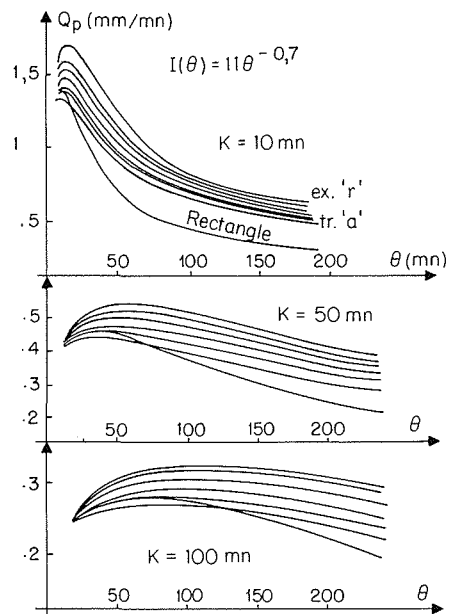 Qp (mm/mn)
I(θ) = 11θ^-0,7
1,5
1
.5
K = 10 mn
ex. 'r'
tr. 'a'
Rectangle
50 100 150 200 θ (mn)
.5
.4
.3
.2
K = 50 mn
50 100 150 200 θ
.3
.2
K = 100 mn
50 100 150 200 θ